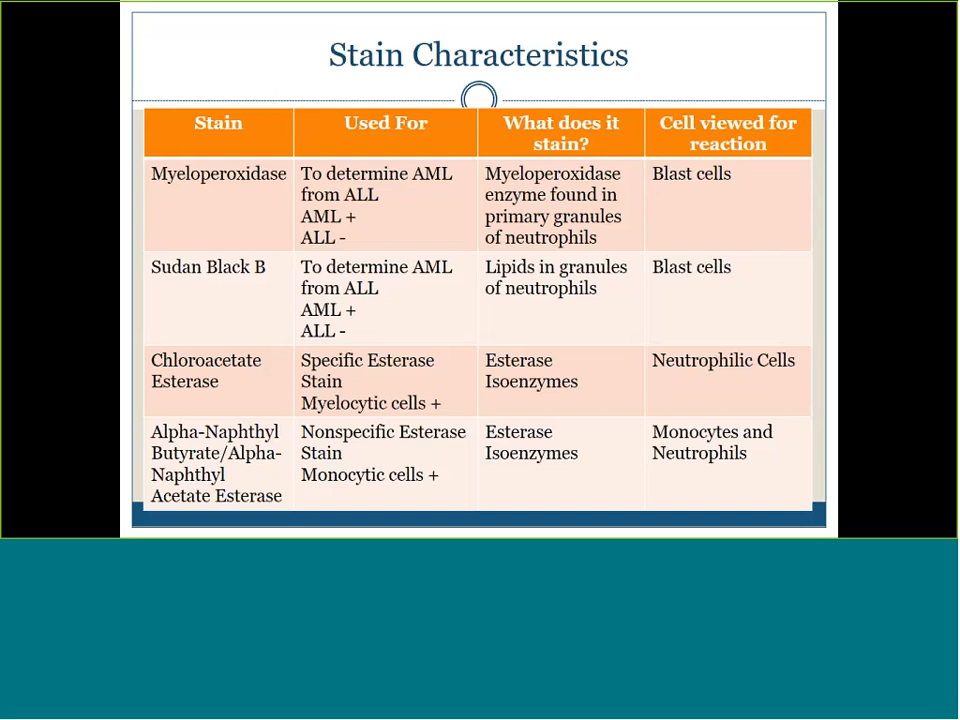 Stain Characteristics
Stain
Used For
What does it
stain?
Cell viewed for
reaction
Myeloperoxidase
To determine AML
from ALL
AML +
ALL -
Myeloperoxidase
enzyme found in
primary granules
of neutrophils
Blast cells
Sudan Black B
To determine AML
from ALL
AML +
ALL -
Lipids in granules
of neutrophils
Blast cells
Chloroacetate
Esterase
Specific Esterase
Stain
Myelocytic cells +
Esterase
Isoenzymes
Neutrophilic Cells
Alpha-Naphthyl
Butyrate/Alpha-
Naphthyl
Acetate Esterase
Nonspecific Esterase
Stain
Monocytic cells +
Esterase
Isoenzymes
Monocytes and
Neutrophils